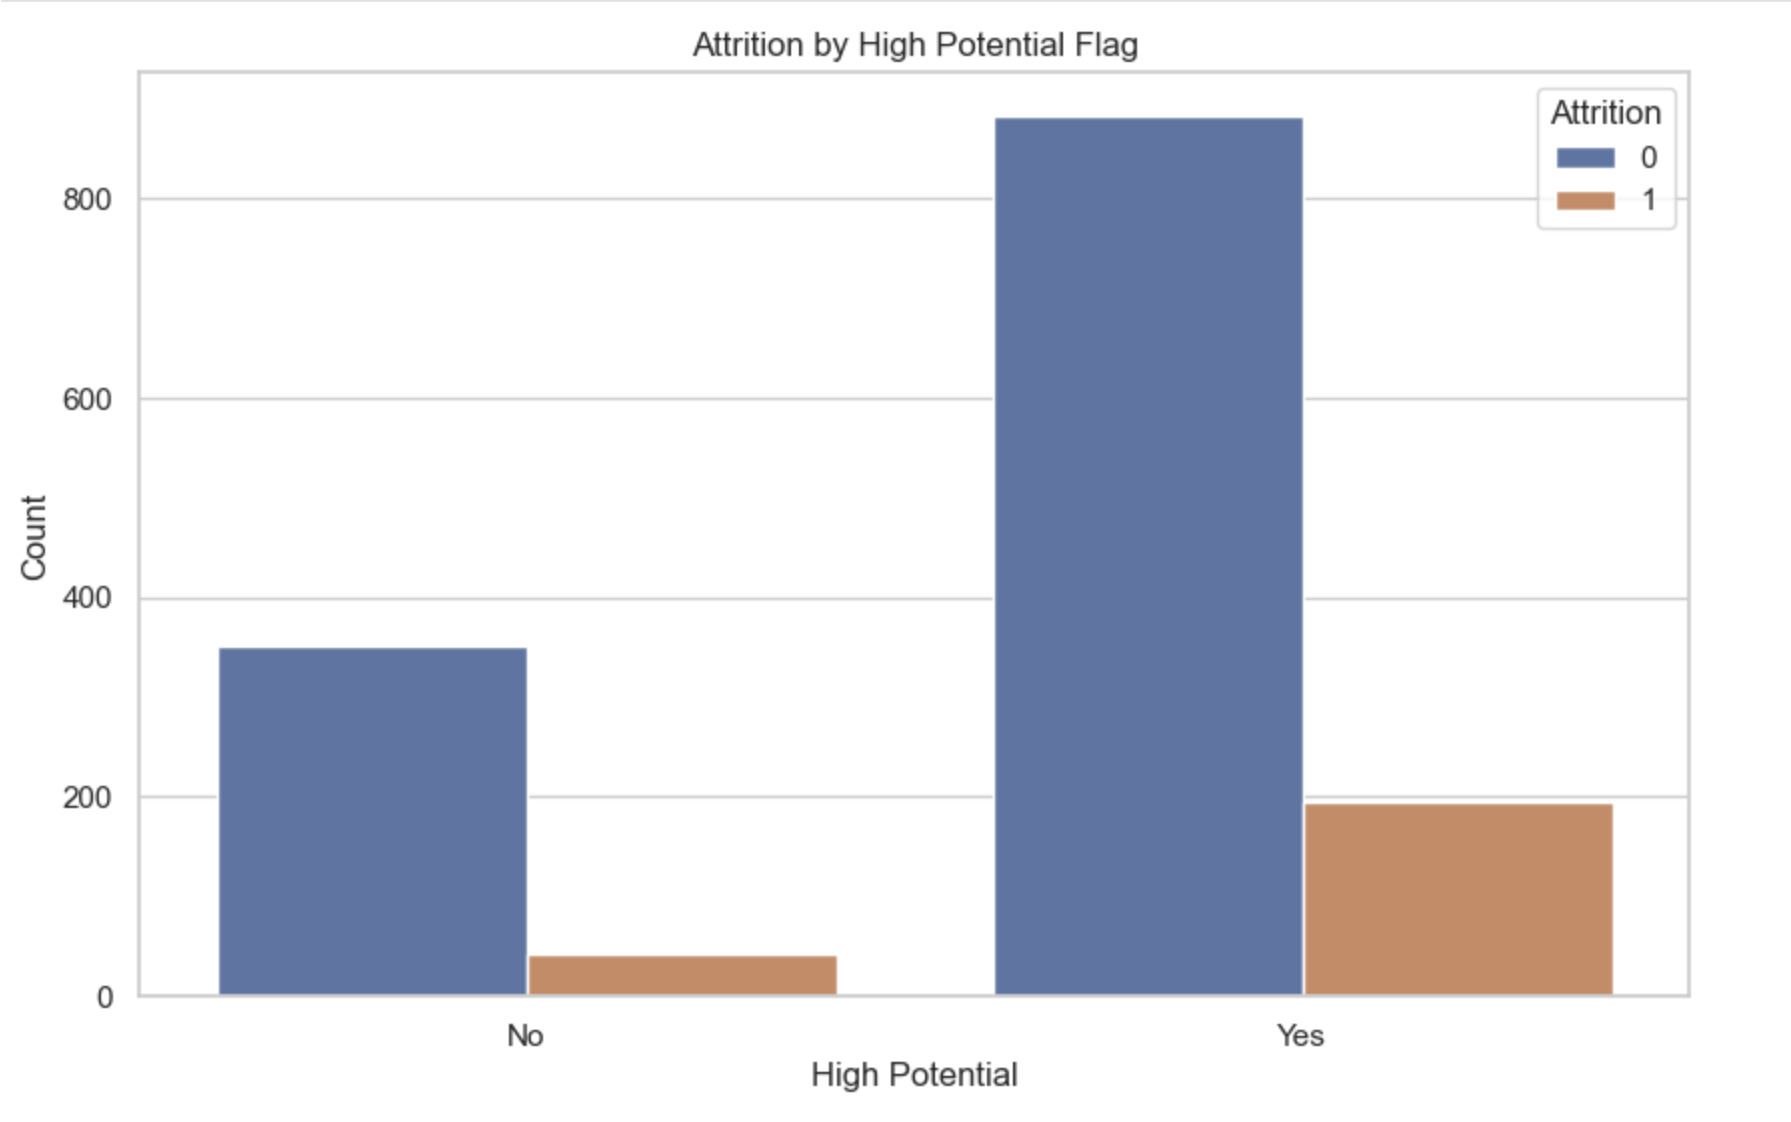 Attrition by High Potential Flag
Attrition
0
1
800
600
400
200
0
Count
No
Yes
High Potential